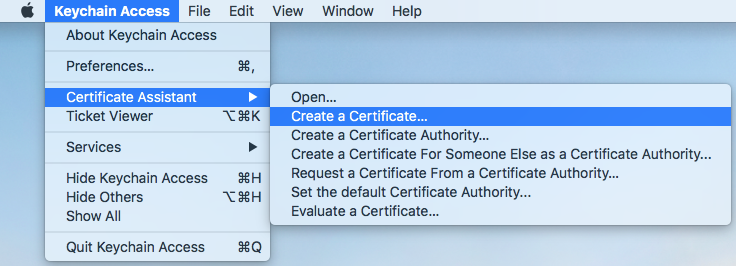 Keychain Access File Edit View Window Help
About Keychain Access
Preferences... ⌘,
Certificate Assistant ▶
Ticket Viewer ⌥⌘K
Services ▶
Hide Keychain Access ⌘H
Hide Others ⌥⌘H
Show All
Quit Keychain Access ⌘Q
Open...
Create a Certificate...
Create a Certificate Authority...
Create a Certificate For Someone Else as a Certificate Authority...
Request a Certificate From a Certificate Authority...
Set the default Certificate Authority...
Evaluate a Certificate...